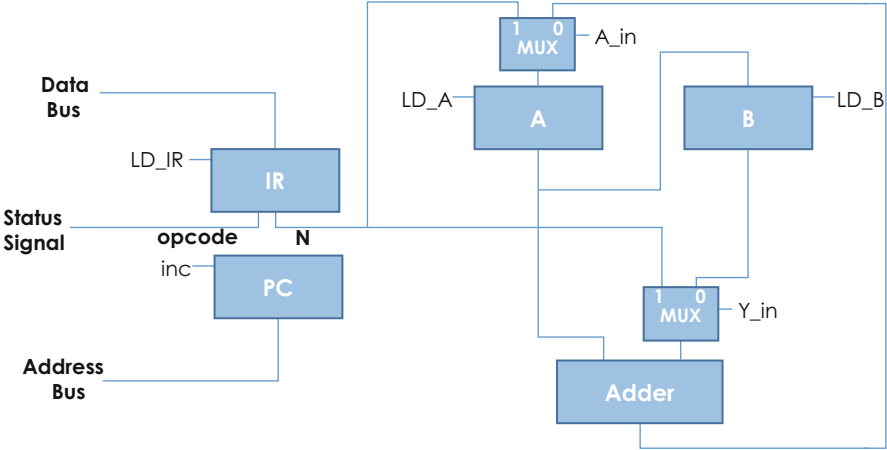 1 0
MUX
A_in
Data
Bus
LD_A
A
B
LD_B
LD_IR
IR
Status
Signal
opcode
N
inc
PC
1 0
MUX
Y_in
Address
Bus
Adder